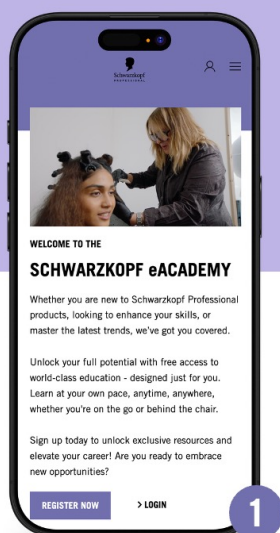 Schwarzkopf
PROFESSIONAL
WELCOME TO THE
SCHWARZKOPF eACADEMY
Whether you are new to Schwarzkopf Professional
products, looking to enhance your skills, or
master the latest trends, we've got you covered.
Unlock your full potential with free access to
world-class education - designed just for you.
Learn at your own pace, anytime, anywhere,
whether you're on the go or behind the chair.
Sign up today to unlock exclusive resources and
elevate your career! Are you ready to embrace
new opportunities?
REGISTER NOW > LOGIN
1